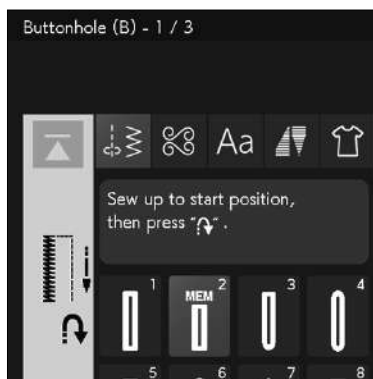 Buttonhole (B) - 1 / 3
Aa
Sew up to start position,
then press "↷".
1
MEM 2
3
4
5
6
7
8